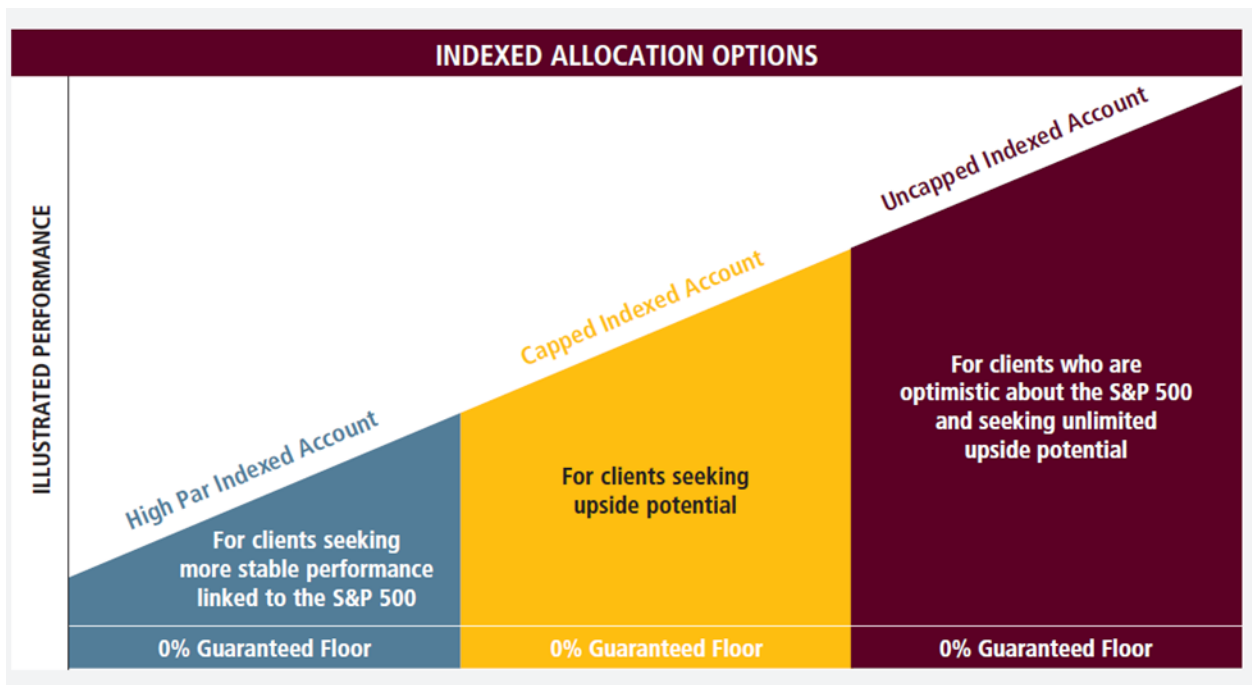 INDEXED ALLOCATION OPTIONS
ILLUSTRATED PERFORMANCE
High Par Indexed Account
For clients seeking
more stable performance
linked to the S&P 500
0% Guaranteed Floor
Capped Indexed Account
For clients seeking
upside potential
0% Guaranteed Floor
Uncapped Indexed Account
For clients who are
optimistic about the S&P 500
and seeking unlimited
upside potential
0% Guaranteed Floor